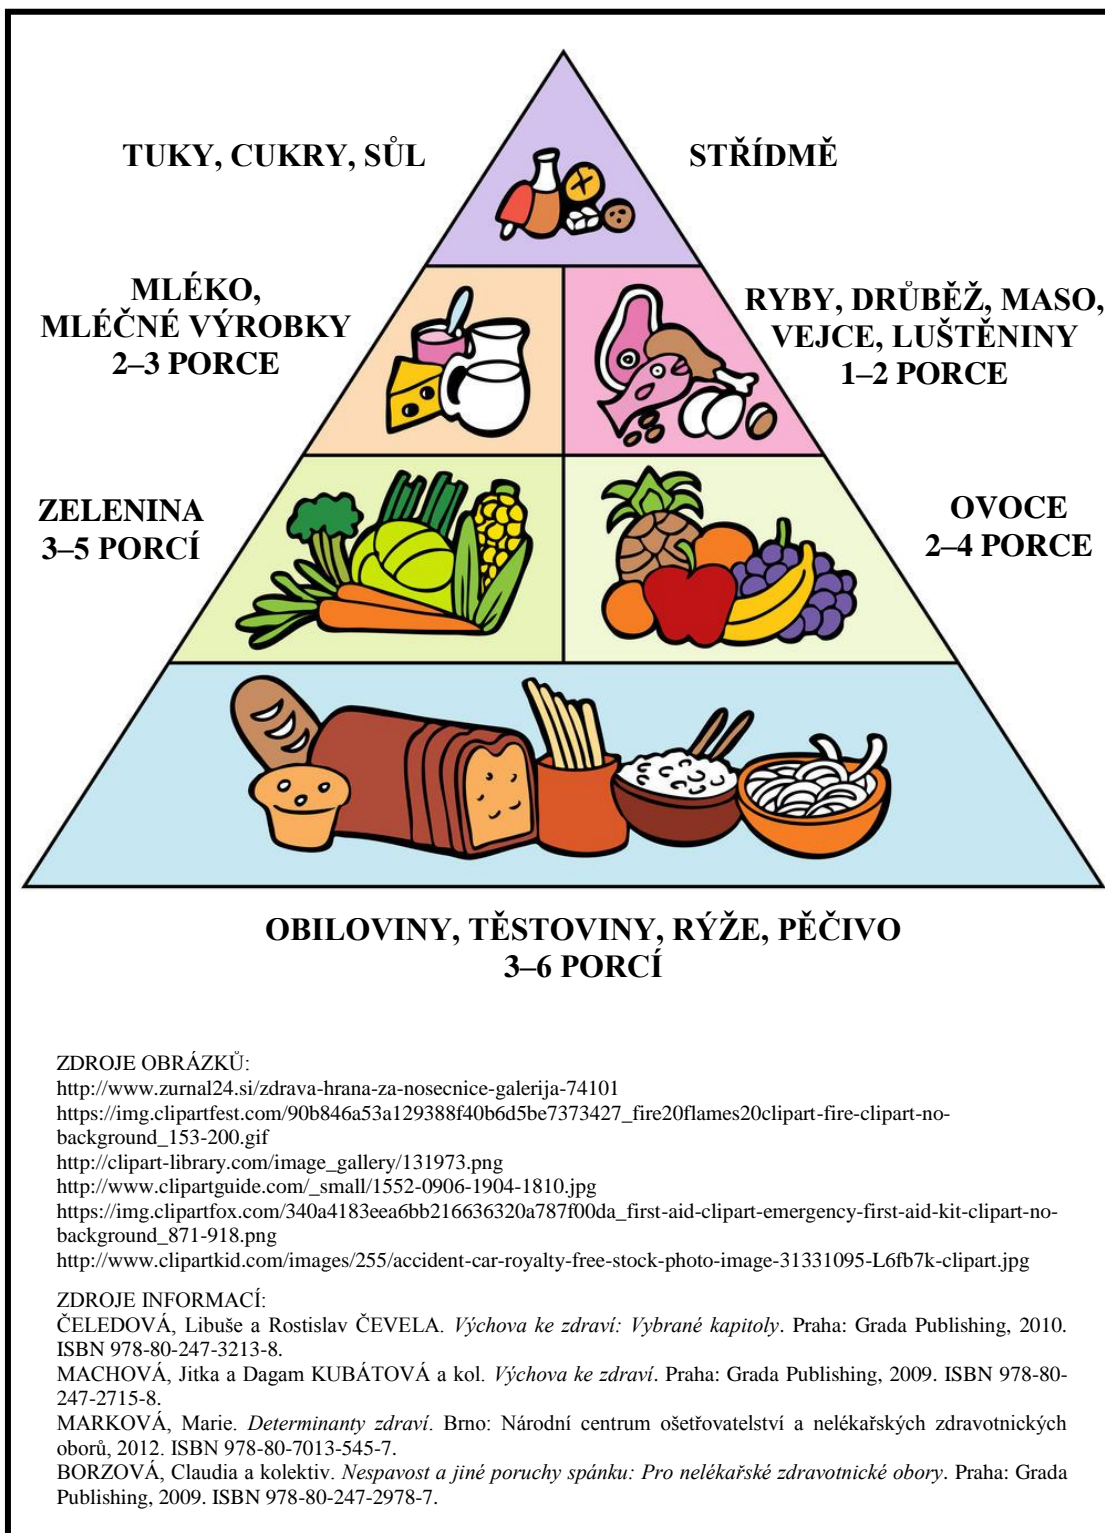 TUKY, CUKRY, SŮL
STŘÍDMĚ
MLÉKO,
MLÉČNÉ VÝROBKY
2–3 PORCE
RYBY, DRŮBĚŽ, MASO,
VEJCE, LUŠTĚNINY
1–2 PORCE
ZELENINA
3–5 PORCÍ
OVOCE
2–4 PORCE
OBILOVINY, TĚSTOVINY, RÝŽE, PĚČIVO
3–6 PORCÍ
ZDROJE OBRÁZKŮ:
http://www.zurnal24.si/zdrava-hrana-za-nosecnice-galerija-74101
https://img.clipartfest.com/90b846a53a129388f40b6d5be7373427_fire20flames20clipart-fire-clipart-no-
background_153-200.gif
http://clipart-library.com/image_gallery/131973.png
http://www.clipartguide.com/_small/1552-0906-1904-1810.jpg
https://img.clipartfox.com/340a4183eea6bb216636320a787f00da_first-aid-clipart-emergency-first-aid-kit-clipart-no-
background_871-918.png
http://www.clipartkid.com/images/255/accident-car-royalty-free-stock-photo-image-31331095-L6fb7k-clipart.jpg
ZDROJE INFORMACÍ:
ČELEDOVÁ, Libuše a Rostislav ČEVELA. Výchova ke zdraví: Vybrané kapitoly. Praha: Grada Publishing, 2010.
ISBN 978-80-247-3213-8.
MACHOVÁ, Jitka a Dagam KUBÁTOVÁ a kol. Výchova ke zdraví. Praha: Grada Publishing, 2009. ISBN 978-80-
247-2715-8.
MARKOVÁ, Marie. Determinanty zdraví. Brno: Národní centrum ošetřovatelství a nelékařských zdravotnických
oborů, 2012. ISBN 978-80-7013-545-7.
BORZOVÁ, Claudia a kolektiv. Nespavost a jiné poruchy spánku: Pro nelékařské zdravotnické obory. Praha: Grada
Publishing, 2009. ISBN 978-80-247-2978-7.